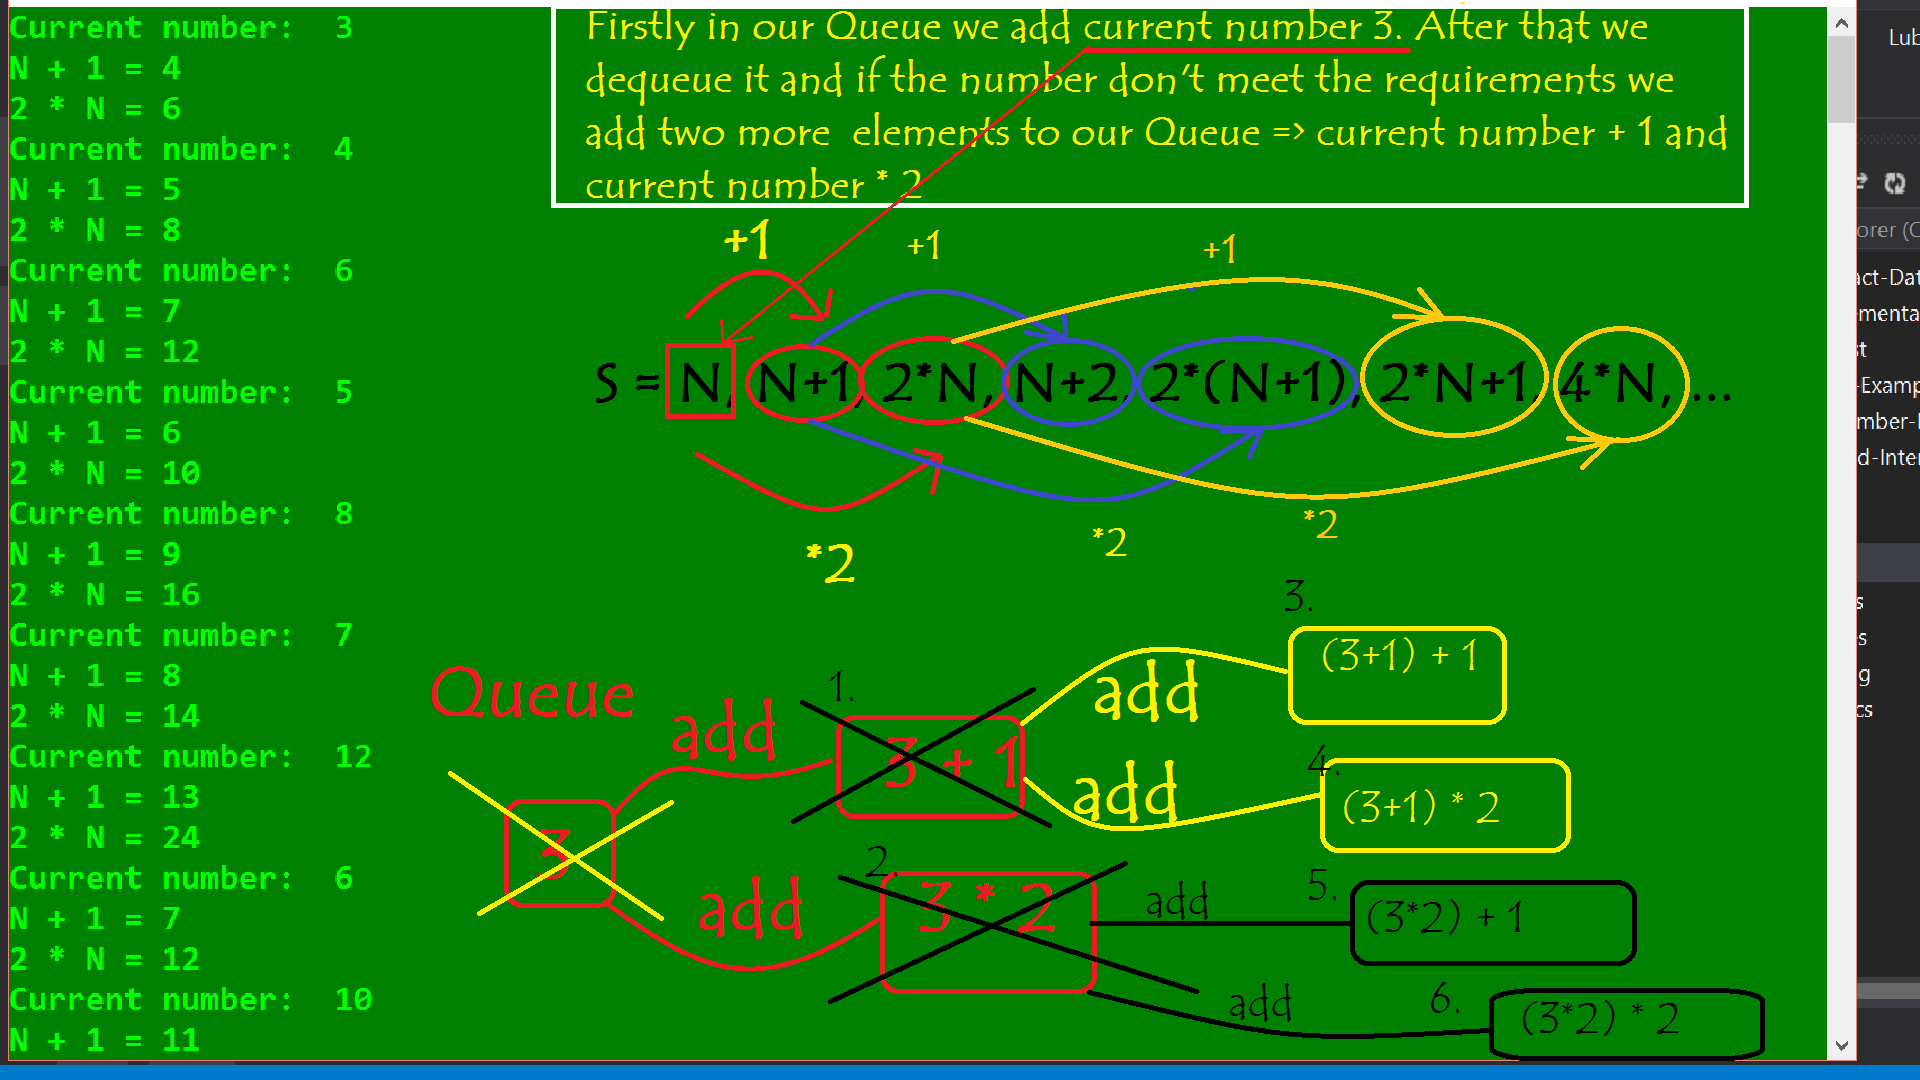 Current number:  3
N + 1 = 4
2 * N = 6
Current number:  4
N + 1 = 5
2 * N = 8
Current number:  6
N + 1 = 7
2 * N = 12
Current number:  5
N + 1 = 6
2 * N = 10
Current number:  8
N + 1 = 9
2 * N = 16
Current number:  7
N + 1 = 8
2 * N = 14
Current number:  12
N + 1 = 13
2 * N = 24
Current number:  6
N + 1 = 7
2 * N = 12
Current number:  10
N + 1 = 11
Firstly in our Queue we add current number 3. After that we
dequeue it and if the number don't meet the requirements we
add two more  elements to our Queue => current number + 1 and
current number * 2
+1
+1
+1
S = N, N+1, 2*N, N+2, 2*(N+1), 2*N+1, 4*N, ...
*2
*2
*2
Queue
3
add
1.
3 + 1
add
2.
3 * 2
add
3.
(3+1) + 1
add
4.
(3+1) * 2
add
5.
(3*2) + 1
add
6.
(3*2) * 2
Lub
orer (C
act-Dat
ementa
st
-Examp
mber-
d-Inter
s
s
g
cs